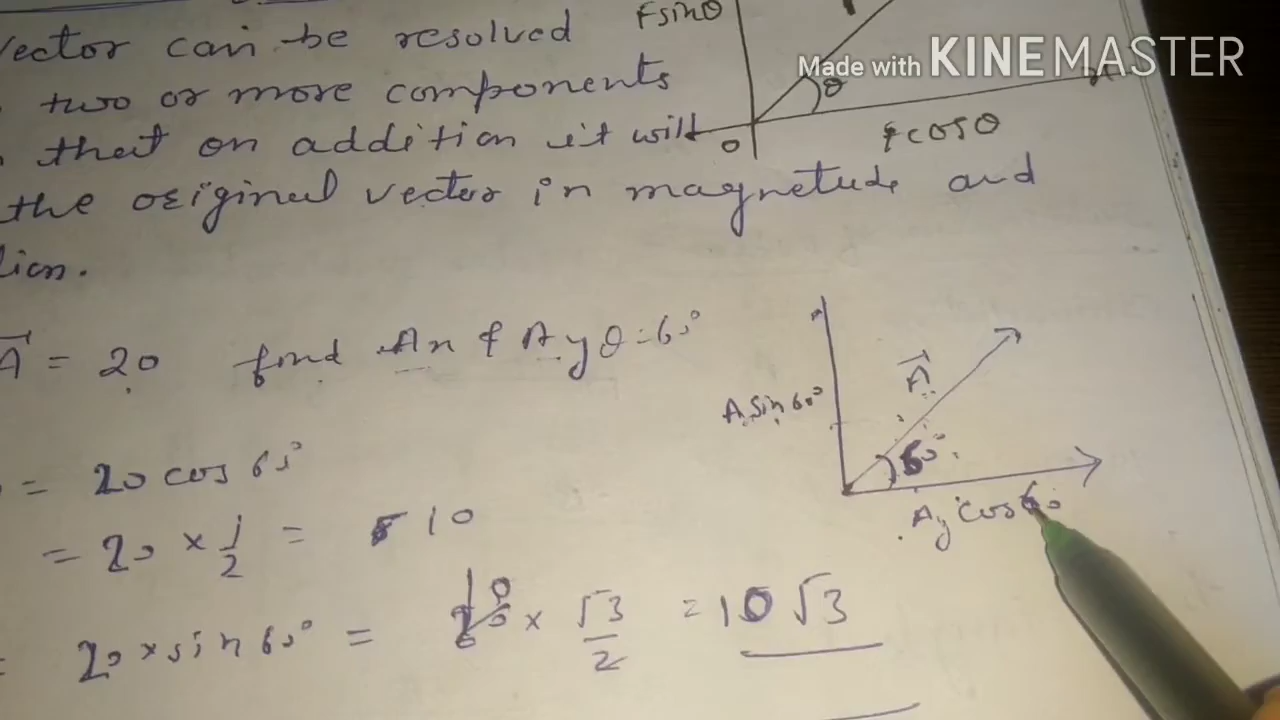 Fsinθ
Made with KINEMASTER
Vector can be resolved
θ
two or more components
x
that on addition it will
O
Fcosθ
the original vector in magnetude and
tion.
A = 20 find Ax & Ay θ=60°
A
A sin 60°
60°
= 20 cos 60°
Ay cos 60
= 20 × 1/2 = 10
20 × sin 60° = 20 × √3/2 = 10√3
10